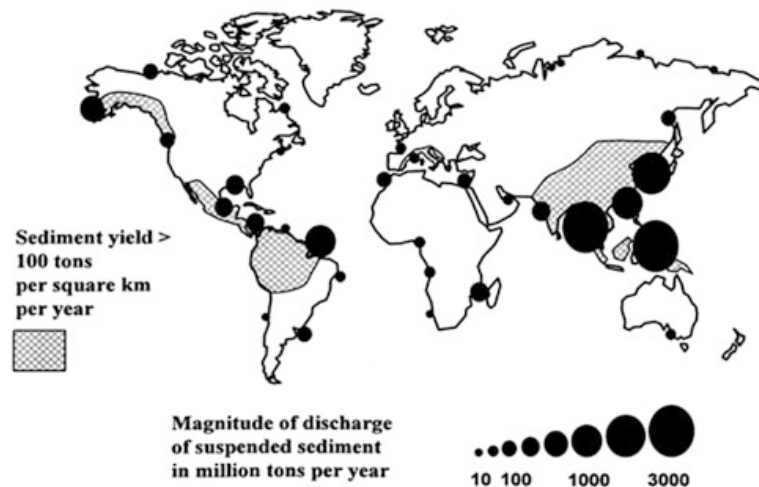 Sediment yield >
100 tons
per square km
per year
Magnitude of discharge
of suspended sediment
in million tons per year
10 100 1000 3000